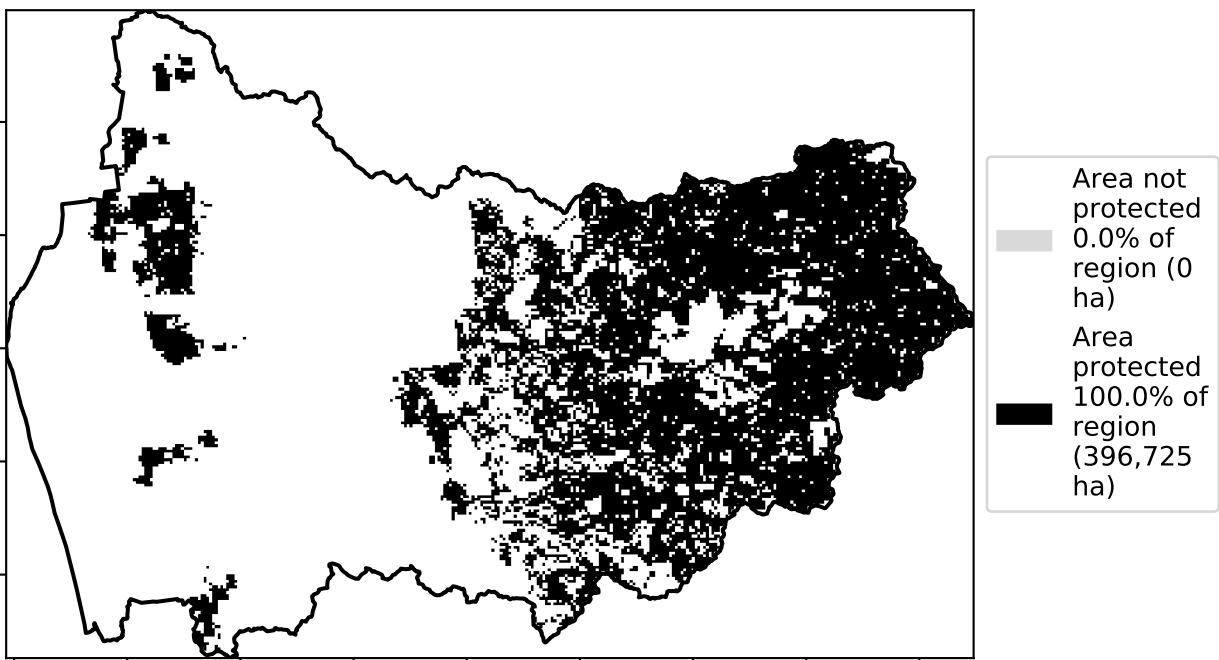 Area not
protected
0.0% of
region (0
ha)
Area
protected
100.0% of
region
(396,725
ha)